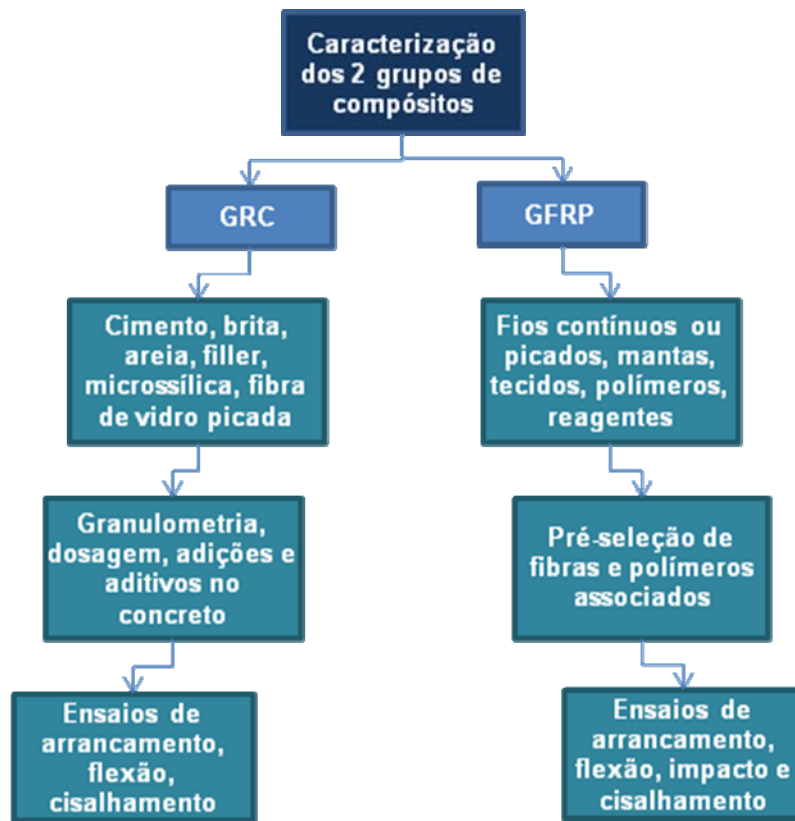 Caracterização
dos 2 grupos de
compósitos
GRC
GFRP
Cimento, brita,
areia, filler,
microssílica, fibra
de vidro picada
Fios contínuos ou
picados, mantas,
tecidos, polímeros,
reagentes
Granulometria,
dosagem, adições e
aditivos no
concreto
Pré-seleção de
fibras e polímeros
associados
Ensaios de
arrancamento,
flexão,
cisalhamento
Ensaios de
arrancamento,
flexão, impacto e
cisalhamento